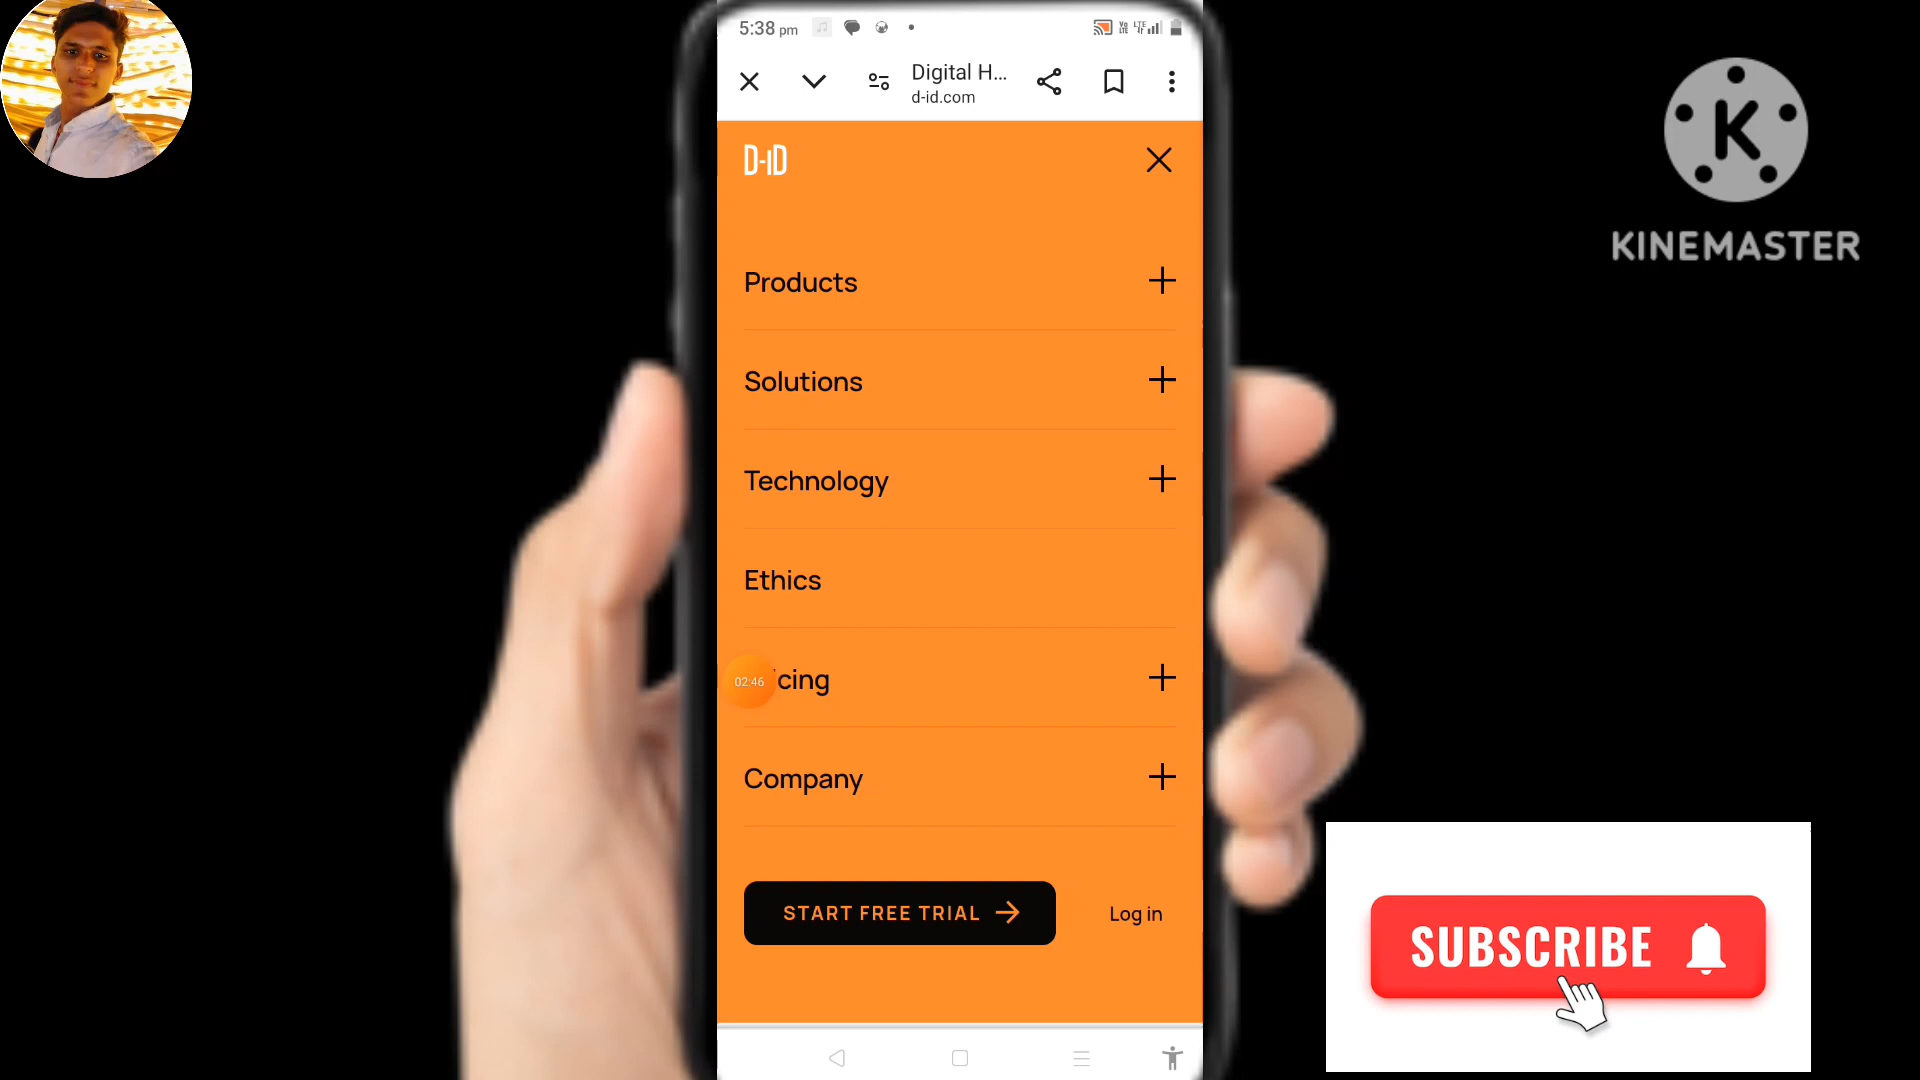 5:38 pm
Digital H...
d-id.com
D-iD
Products
Solutions
Technology
Ethics
02:46
cing
Company
START FREE TRIAL
Log in
K
KINEMASTER
SUBSCRIBE